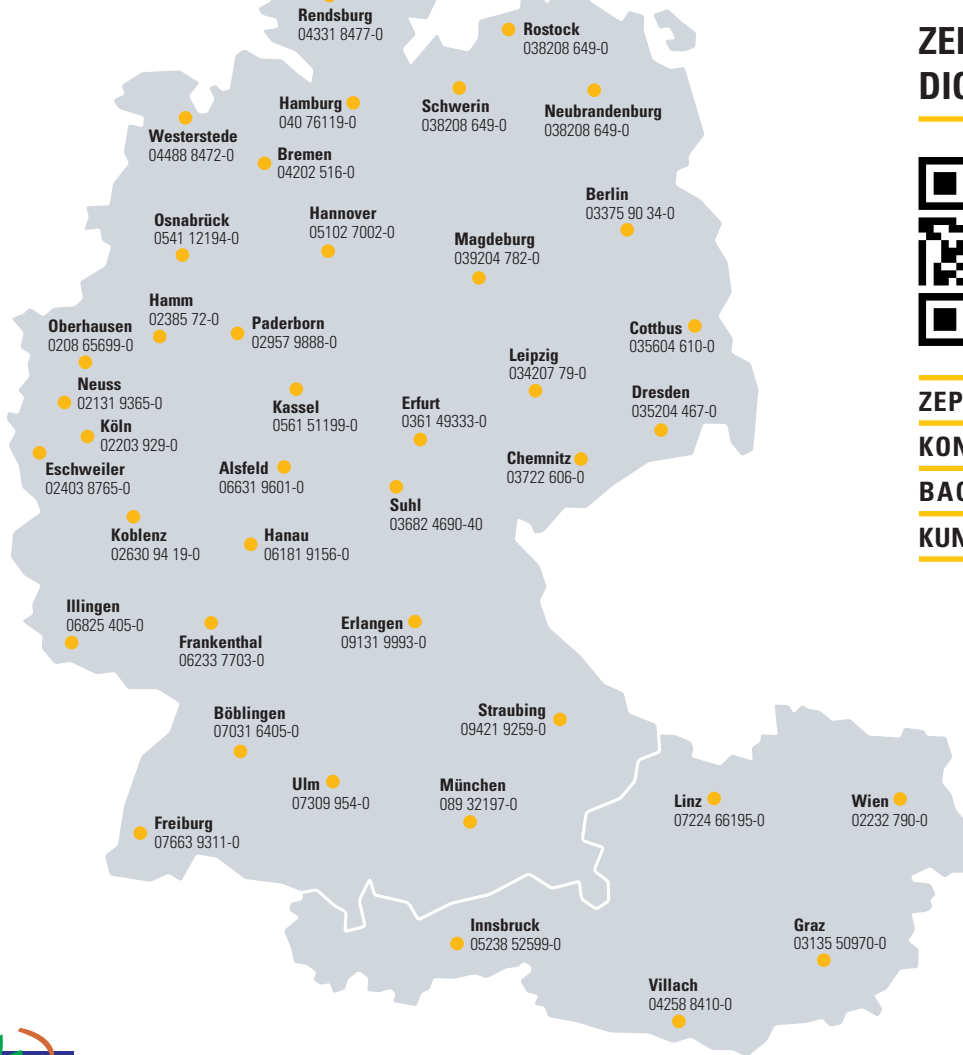 Rendsburg
04331 8477-0
Rostock
038208 649-0
Hamburg
040 76119-0
Schwerin
038208 649-0
Neubrandenburg
038208 649-0
Westerstede
04488 8472-0
Bremen
04202 516-0
Berlin
03375 90 34-0
Osnabrück
0541 12194-0
Hannover
05102 7002-0
Magdeburg
039204 782-0
Hamm
02385 72-0
Oberhausen
0208 65699-0
Paderborn
02957 9888-0
Cottbus
035604 610-0
Leipzig
034207 79-0
Neuss
02131 9365-0
Kassel
0561 51199-0
Erfurt
0361 49333-0
Dresden
035204 467-0
Köln
02203 929-0
Eschweiler
02403 8765-0
Alsfeld
06631 9601-0
Chemnitz
03722 606-0
Suhl
03682 4690-40
Koblenz
02630 94 19-0
Hanau
06181 9156-0
Illingen
06825 405-0
Frankenthal
06233 7703-0
Erlangen
09131 9993-0
Böblingen
07031 6405-0
Straubing
09421 9259-0
Ulm
07309 954-0
München
089 32197-0
Freiburg
07663 9311-0
Linz
07224 66195-0
Wien
02232 790-0
Innsbruck
05238 52599-0
Graz
03135 50970-0
Villach
04258 8410-0
ZEP
KON
KUN